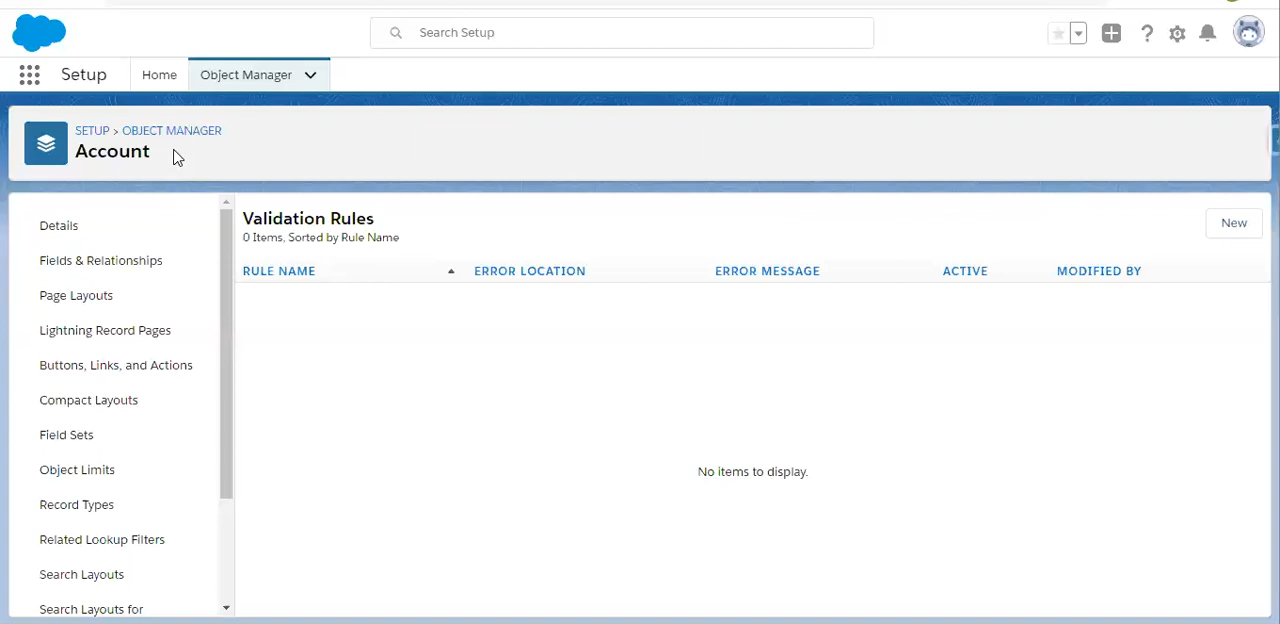 Search Setup
Setup
Home
Object Manager
SETUP > OBJECT MANAGER
Account
Details
Fields & Relationships
Page Layouts
Lightning Record Pages
Buttons, Links, and Actions
Compact Layouts
Field Sets
Object Limits
Record Types
Related Lookup Filters
Search Layouts
Search Layouts for
Validation Rules
0 Items, Sorted by Rule Name
New
RULE NAME ERROR LOCATION ERROR MESSAGE ACTIVE MODIFIED BY
No items to display.